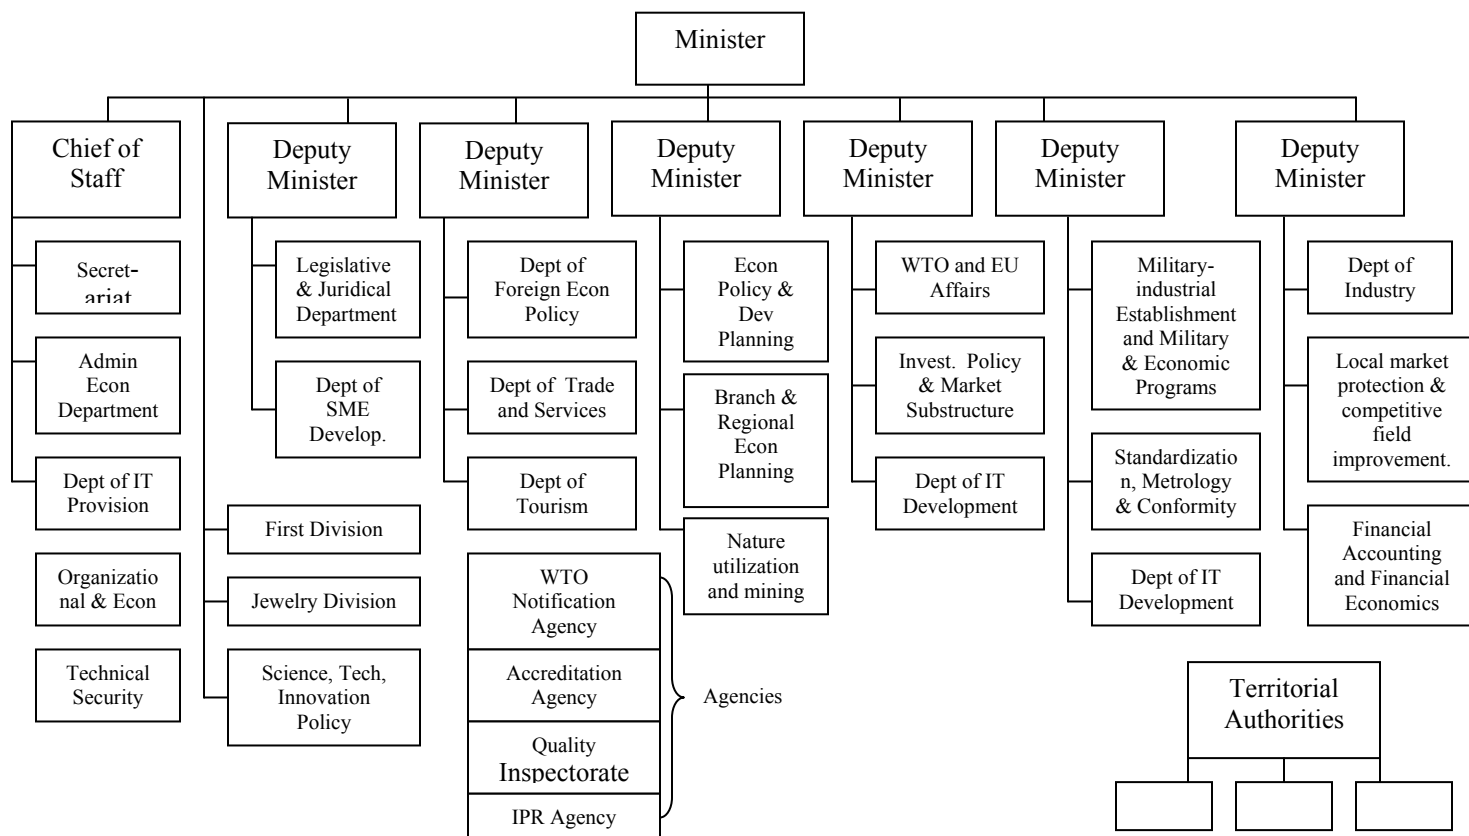 Minister
Chief of
Staff
Deputy
Minister
Deputy
Minister
Deputy
Minister
Deputy
Minister
Deputy
Minister
Deputy
Minister
Secret-
ariat
Admin
Econ
Department
Dept of IT
Provision
Organizatio
nal & Econ
Technical
Security
First Division
Jewelry Division
Science, Tech,
Innovation
Policy
Legislative
& Juridical
Department
Dept of
SME
Develop.
Dept of
Foreign Econ
Policy
Dept of  Trade
and Services
Dept of
Tourism
WTO
Notification
Agency
Accreditation
Agency
Quality
Inspectorate
IPR Agency
Agencies
Econ
Policy &
Dev
Planning
Branch &
Regional
Econ
Planning
Nature
utilization
and mining
WTO and EU
Affairs
Invest.  Policy
& Market
Substructure
Dept of IT
Development
Military-
industrial
Establishment
and Military
& Economic
Programs
Standardizatio
n, Metrology
& Conformity
Dept of IT
Development
Dept of
Industry
Local market
protection &
competitive
field
improvement.
Financial
Accounting
and Financial
Economics
Territorial
Authorities